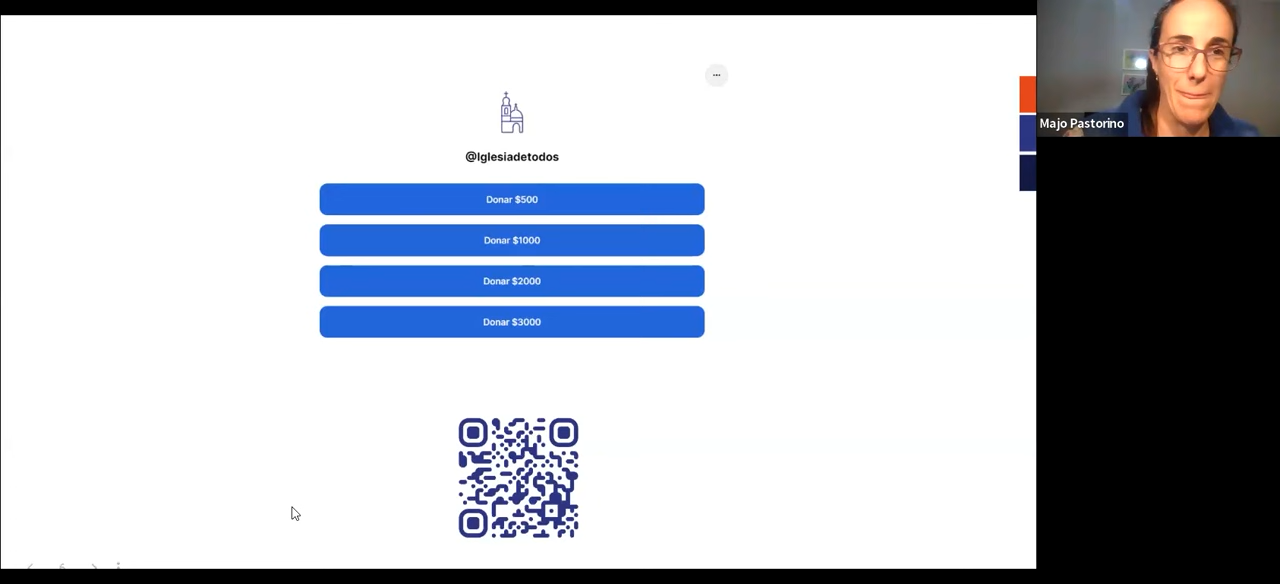 @Iglesiadetodos
Donar $500
Donar $1000
Donar $2000
Donar $3000
Majo Pastorino